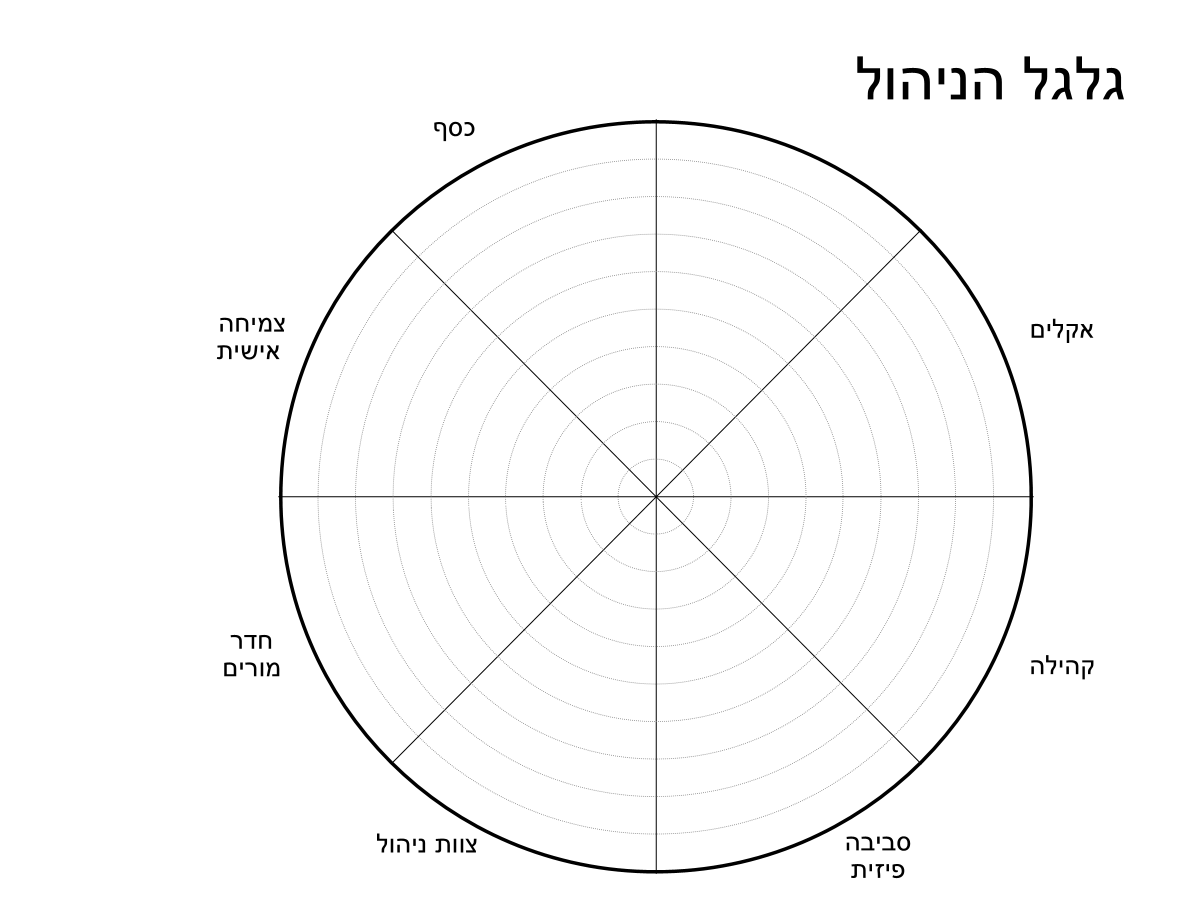 גלגל הניהול
כסף
אקלים
צמיחה
אישית
חדר
מורים
קהילה
צוות ניהול
סביבה
פיזית